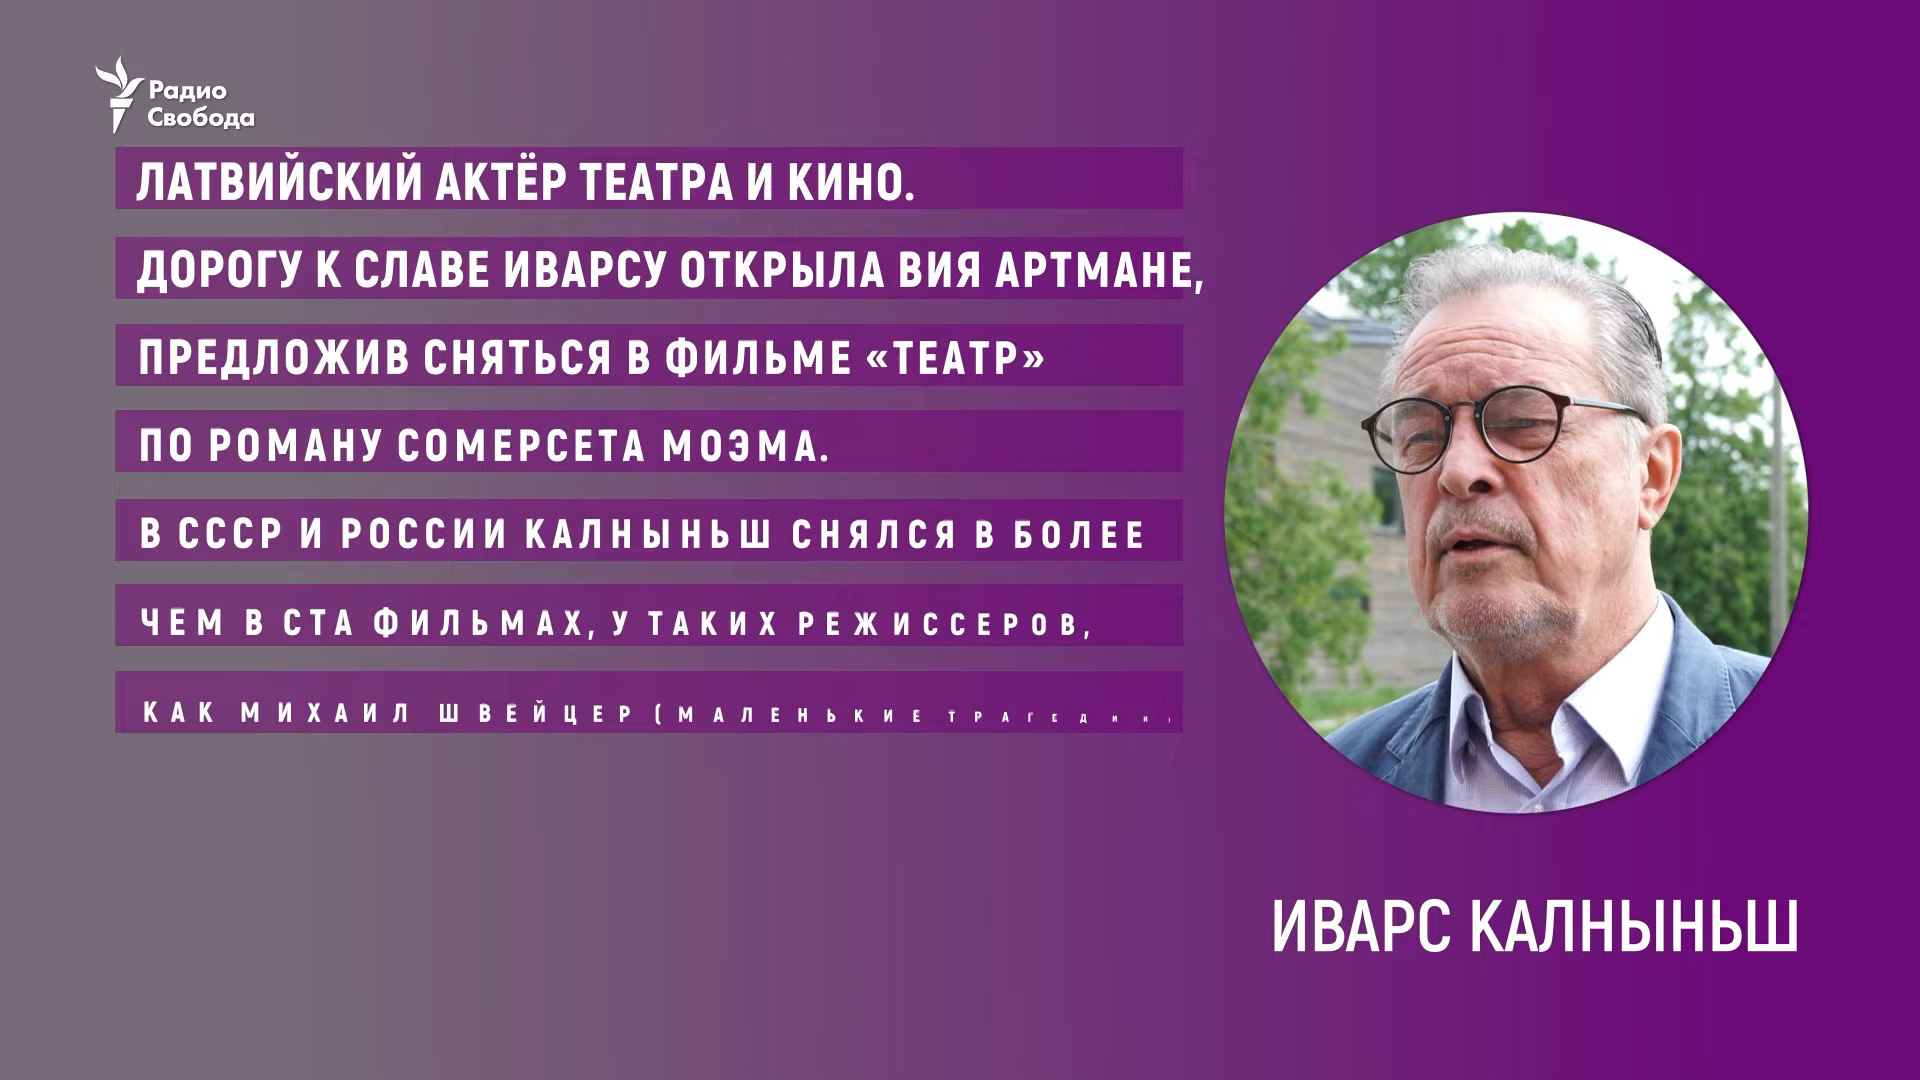 Радио
Свобода
ЛАТВИЙСКИЙ АКТЁР ТЕАТРА И КИНО.
ДОРОГУ К СЛАВЕ ИВАРСУ ОТКРЫЛА ВИЯ АРТМАНЕ,
ПРЕДЛОЖИВ СНЯТЬСЯ В ФИЛЬМЕ «ТЕАТР»
ПО РОМАНУ СОМЕРСЕТА МОЭМА.
В СССР И РОССИИ КАЛНЫНЬШ СНЯЛСЯ В БОЛЕЕ
ЧЕМ В СТА ФИЛЬМАХ, У ТАКИХ РЕЖИССЕРОВ,
КАК МИХАИЛ ШВЕЙЦЕР (МАЛЕНЬКИЕ ТРАГЕДИИ)
ИВАРС КАЛНЫНЬШ